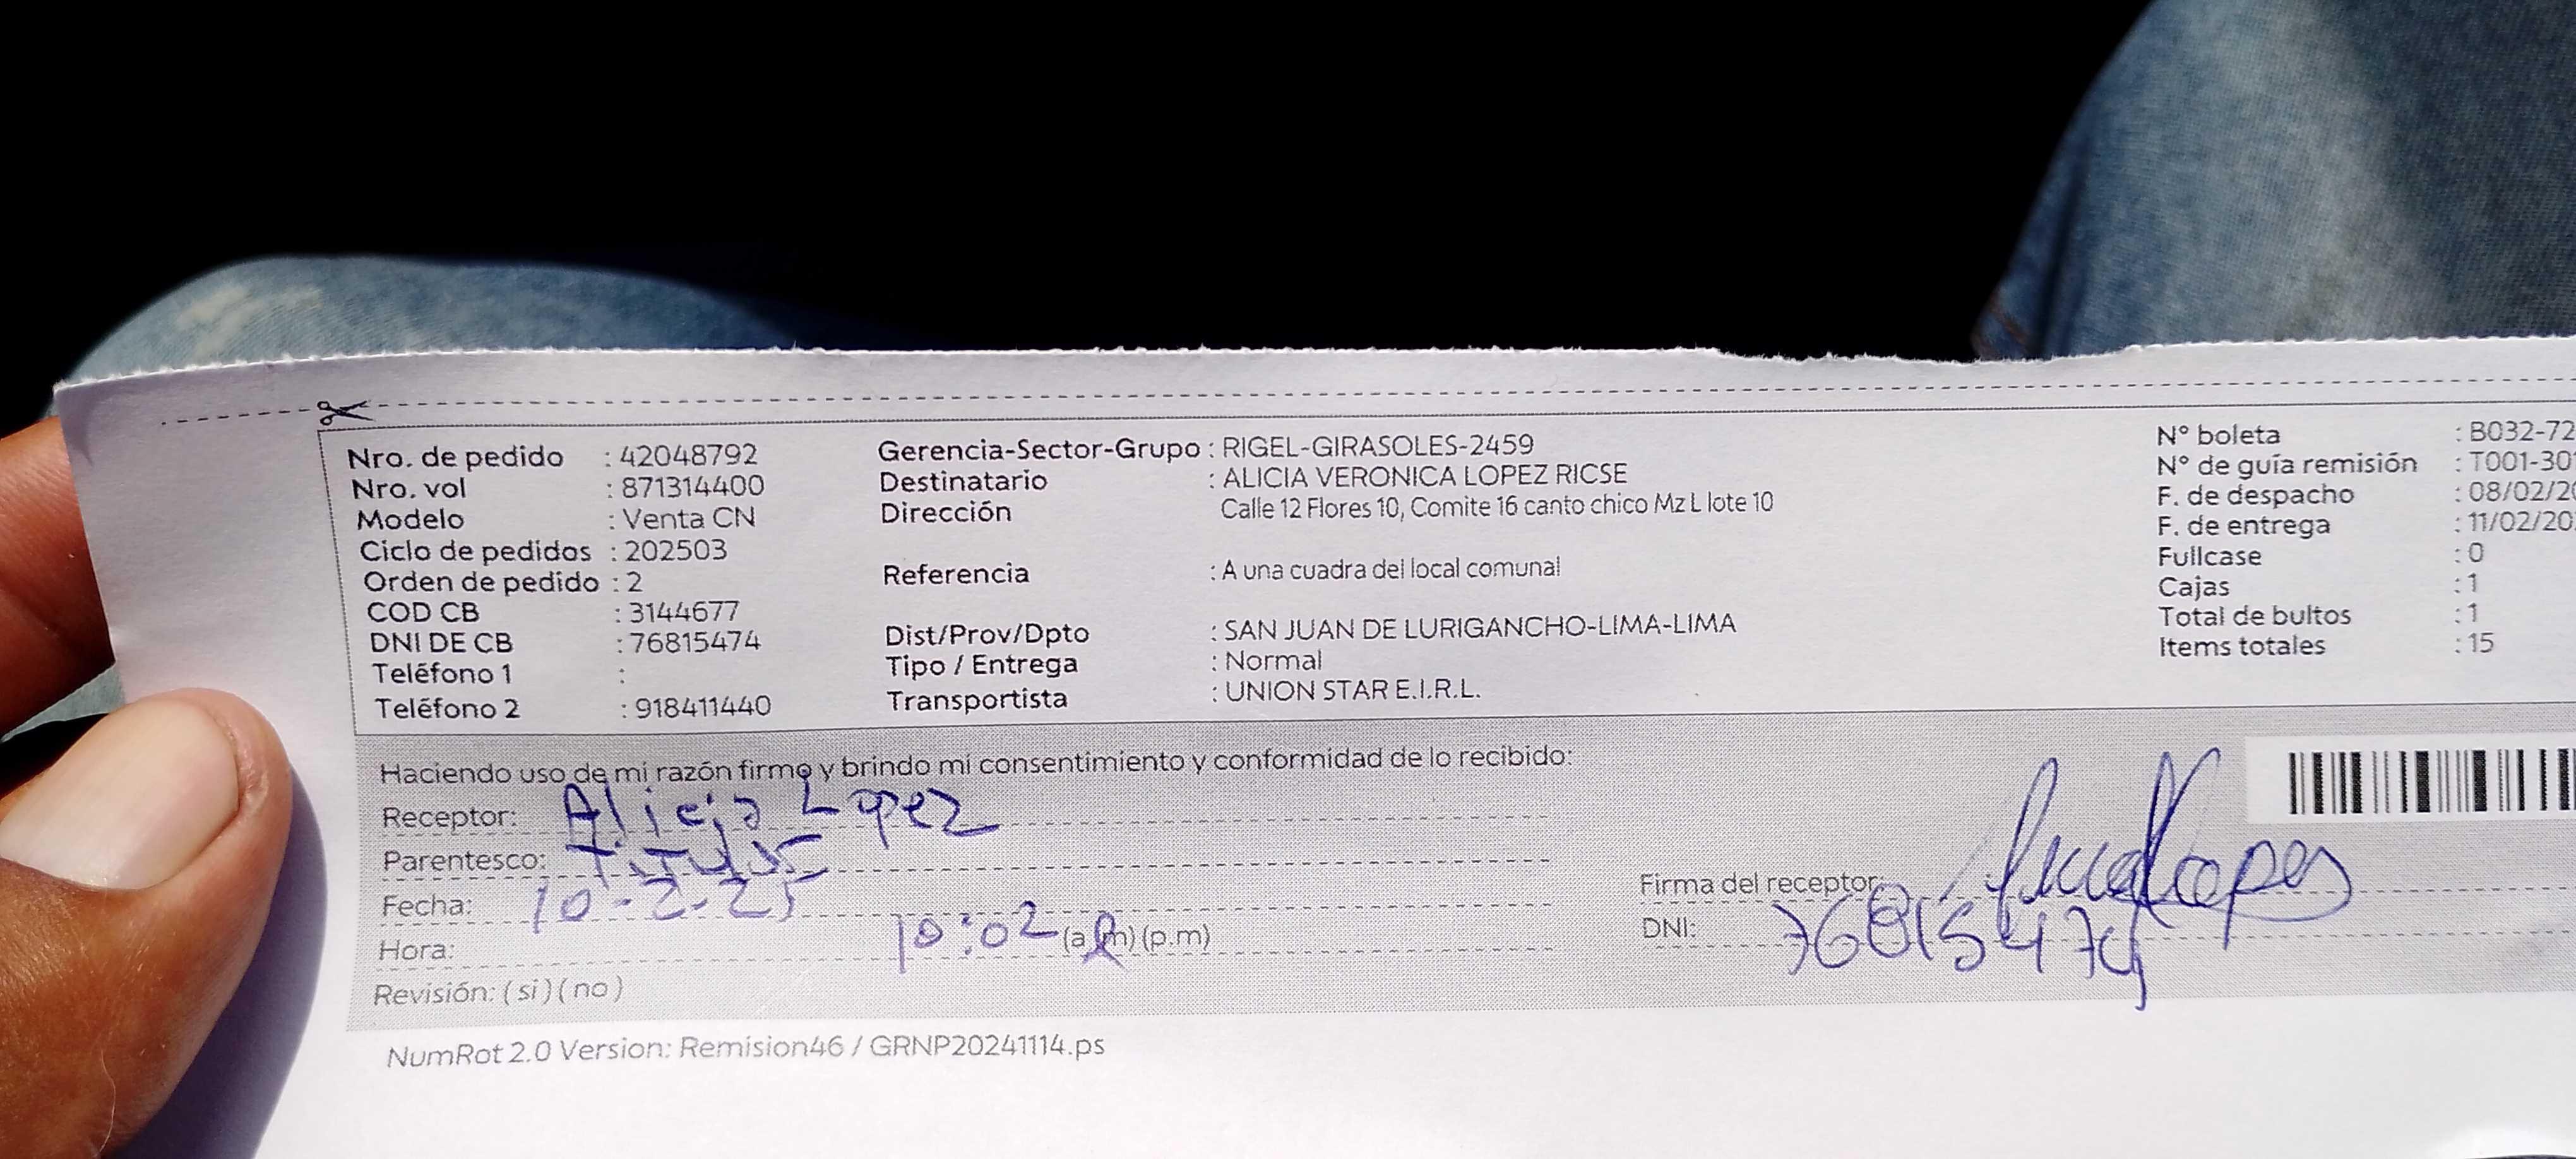 Nro. de pedido : 42048792
Nro. vol : 871314400
Modelo : Venta CN
Ciclo de pedidos : 202503
Orden de pedido : 2
COD CB : 3144677
DNI DE CB : 76815474
Teléfono 1 :
Teléfono 2 : 918411440
Gerencia-Sector-Grupo : RIGEL-GIRASOLES-2459
Destinatario : ALICIA VERONICA LOPEZ RICSE
Dirección Calle 12 Flores 10, Comite 16 canto chico Mz L lote 10
Referencia : A una cuadra del local comunal
Dist/Prov/Dpto : SAN JUAN DE LURIGANCHO-LIMA-LIMA
Tipo / Entrega : Normal
Transportista : UNION STAR E.I.R.L.
N° boleta : B032-72
N° de guía remisión : T001-30
F. de despacho : 08/02/20
F. de entrega : 11/02/20
Fullcase : 0
Cajas : 1
Total de bultos : 1
Items totales : 15
Haciendo uso de mi razón firmo y brindo mi consentimiento y conformidad de lo recibido:
Receptor: Alicia Lopez
Parentesco:
Fecha: 10-2-25
Hora: 10:02 (a.m) (p.m)
Revisión: (si) (no)
Firma del receptor:
DNI: 76815474
NumRot 2.0 Version: Remision46 / GRNP20241114.ps